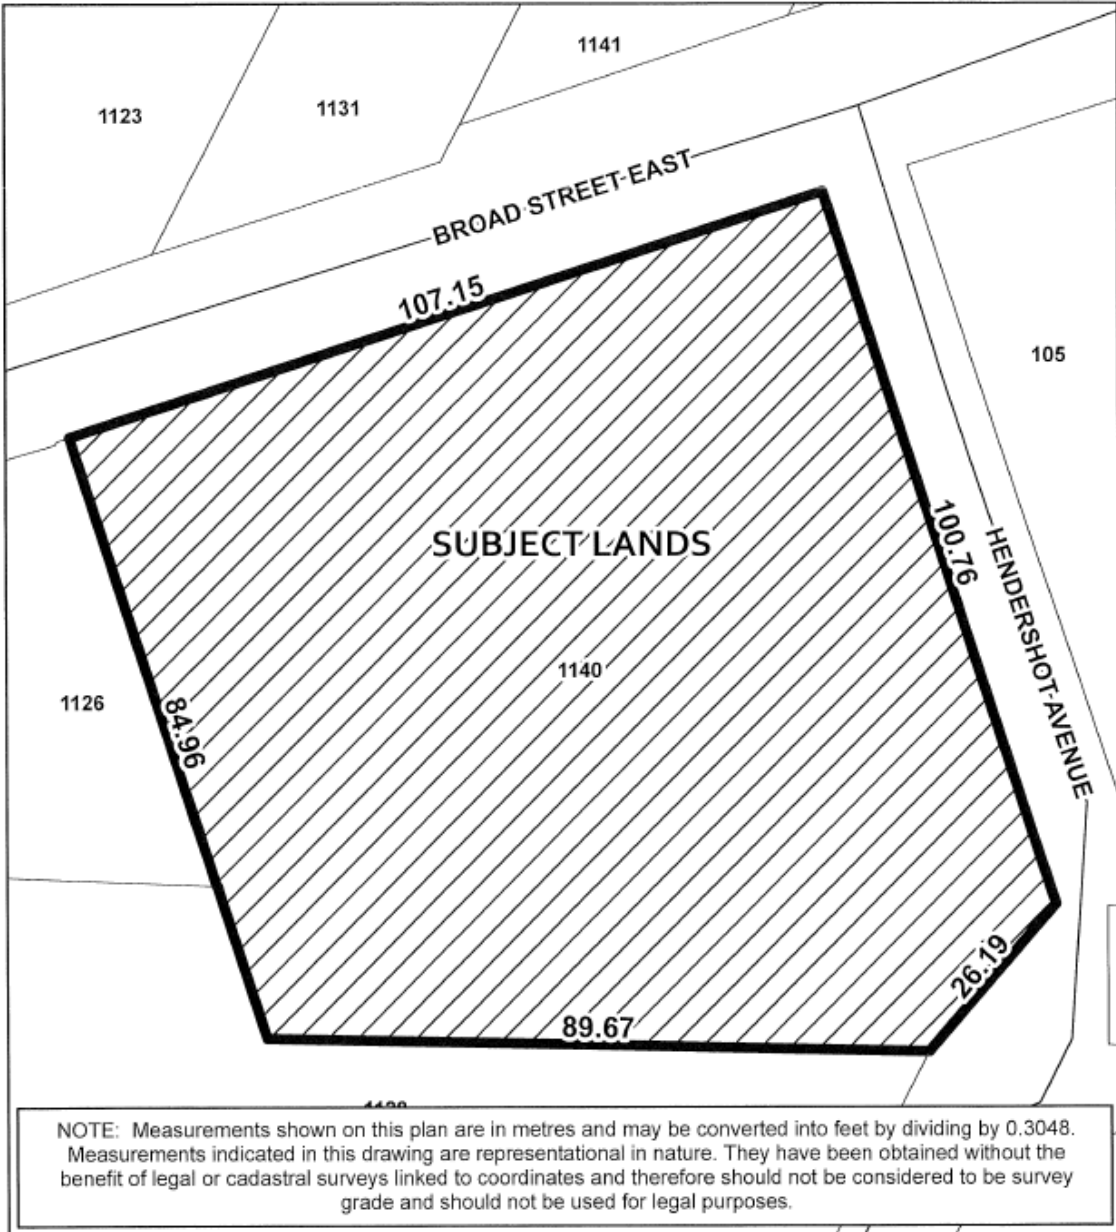 1141
1123
1131
BROAD STREET EAST
107.15
105
SUBJECT LANDS
100.76
HENDERSHOT AVENUE
1140
1126
84.96
26.19
89.67
NOTE: Measurements shown on this plan are in metres and may be converted into feet by dividing by 0.3048.
Measurements indicated in this drawing are representational in nature. They have been obtained without the
benefit of legal or cadastral surveys linked to coordinates and therefore should not be considered to be survey
grade and should not be used for legal purposes.